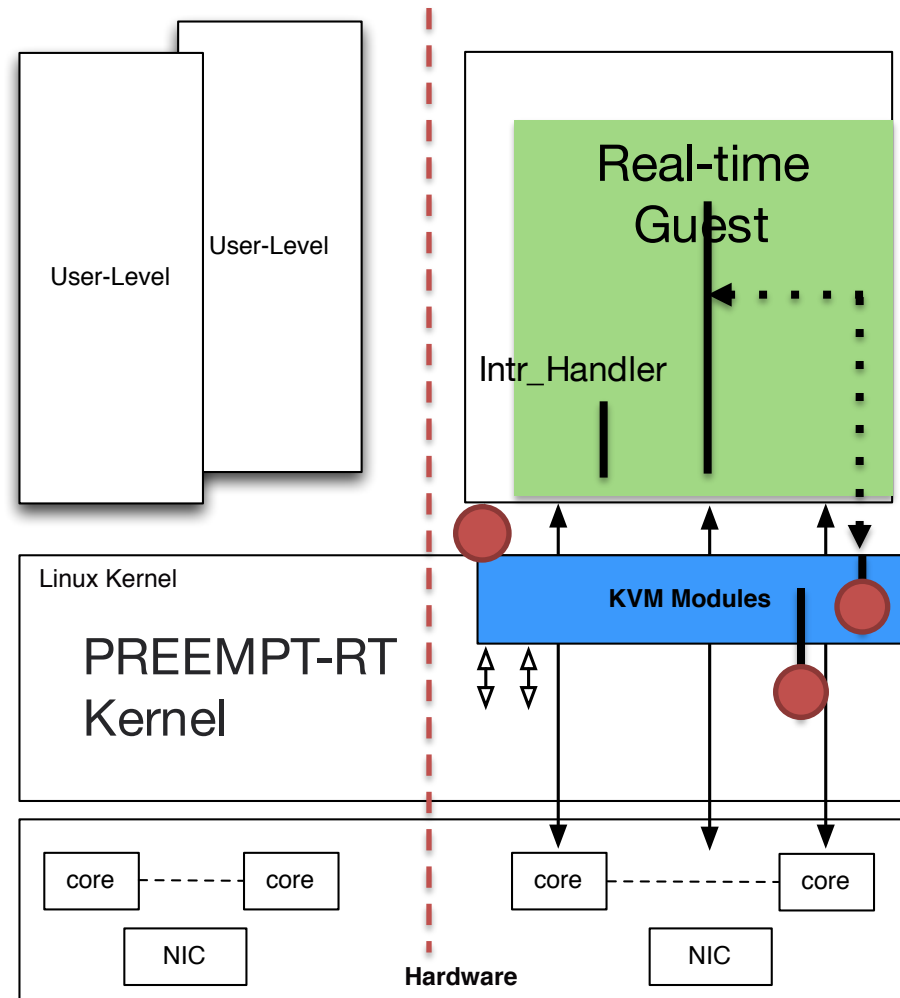 User-Level
User-Level
Real-time
Guest
Intr_Handler
Linux Kernel
PREEMPT-RT
Kernel
KVM Modules
core
core
core
core
NIC
NIC
Hardware